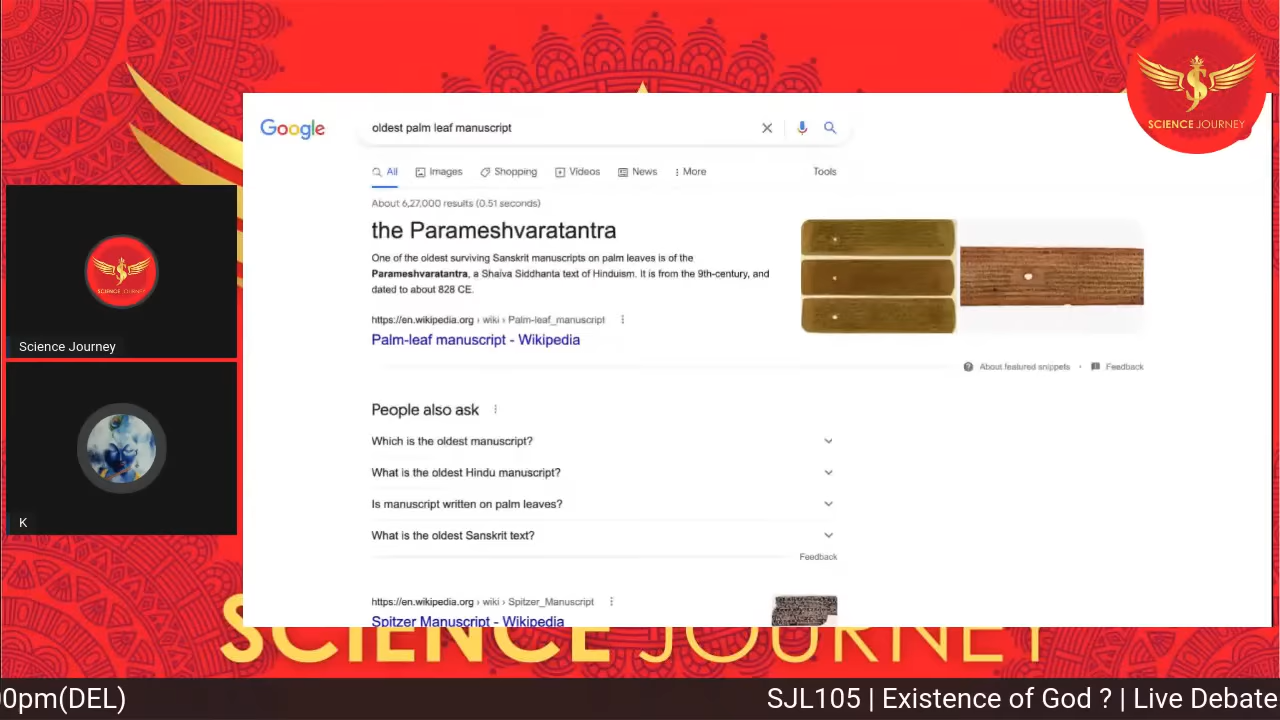 SCIENCE JOURNEY
Google
oldest palm leaf manuscript
All Images Shopping Videos News More Tools
About 6,27,000 results (0.51 seconds)
the Parameshvaratantra
One of the oldest surviving Sanskrit manuscripts on palm leaves is of the
Parameshvaratantra, a Shaiva Siddhanta text of Hinduism. It is from the 9th-century, and
dated to about 828 CE.
https://en.wikipedia.org › wiki › Palm-leaf_manuscript
Palm-leaf manuscript - Wikipedia
About featured snippets • Feedback
People also ask
Which is the oldest manuscript?
What is the oldest Hindu manuscript?
Is manuscript written on palm leaves?
What is the oldest Sanskrit text?
Feedback
https://en.wikipedia.org › wiki › Spitzer_Manuscript
Spitzer Manuscript - Wikipedia
SCIENCE JOURNEY
Science Journey
K
SCIENCE JOURNEY
0pm(DEL) SJL105 | Existence of God ? | Live Debate